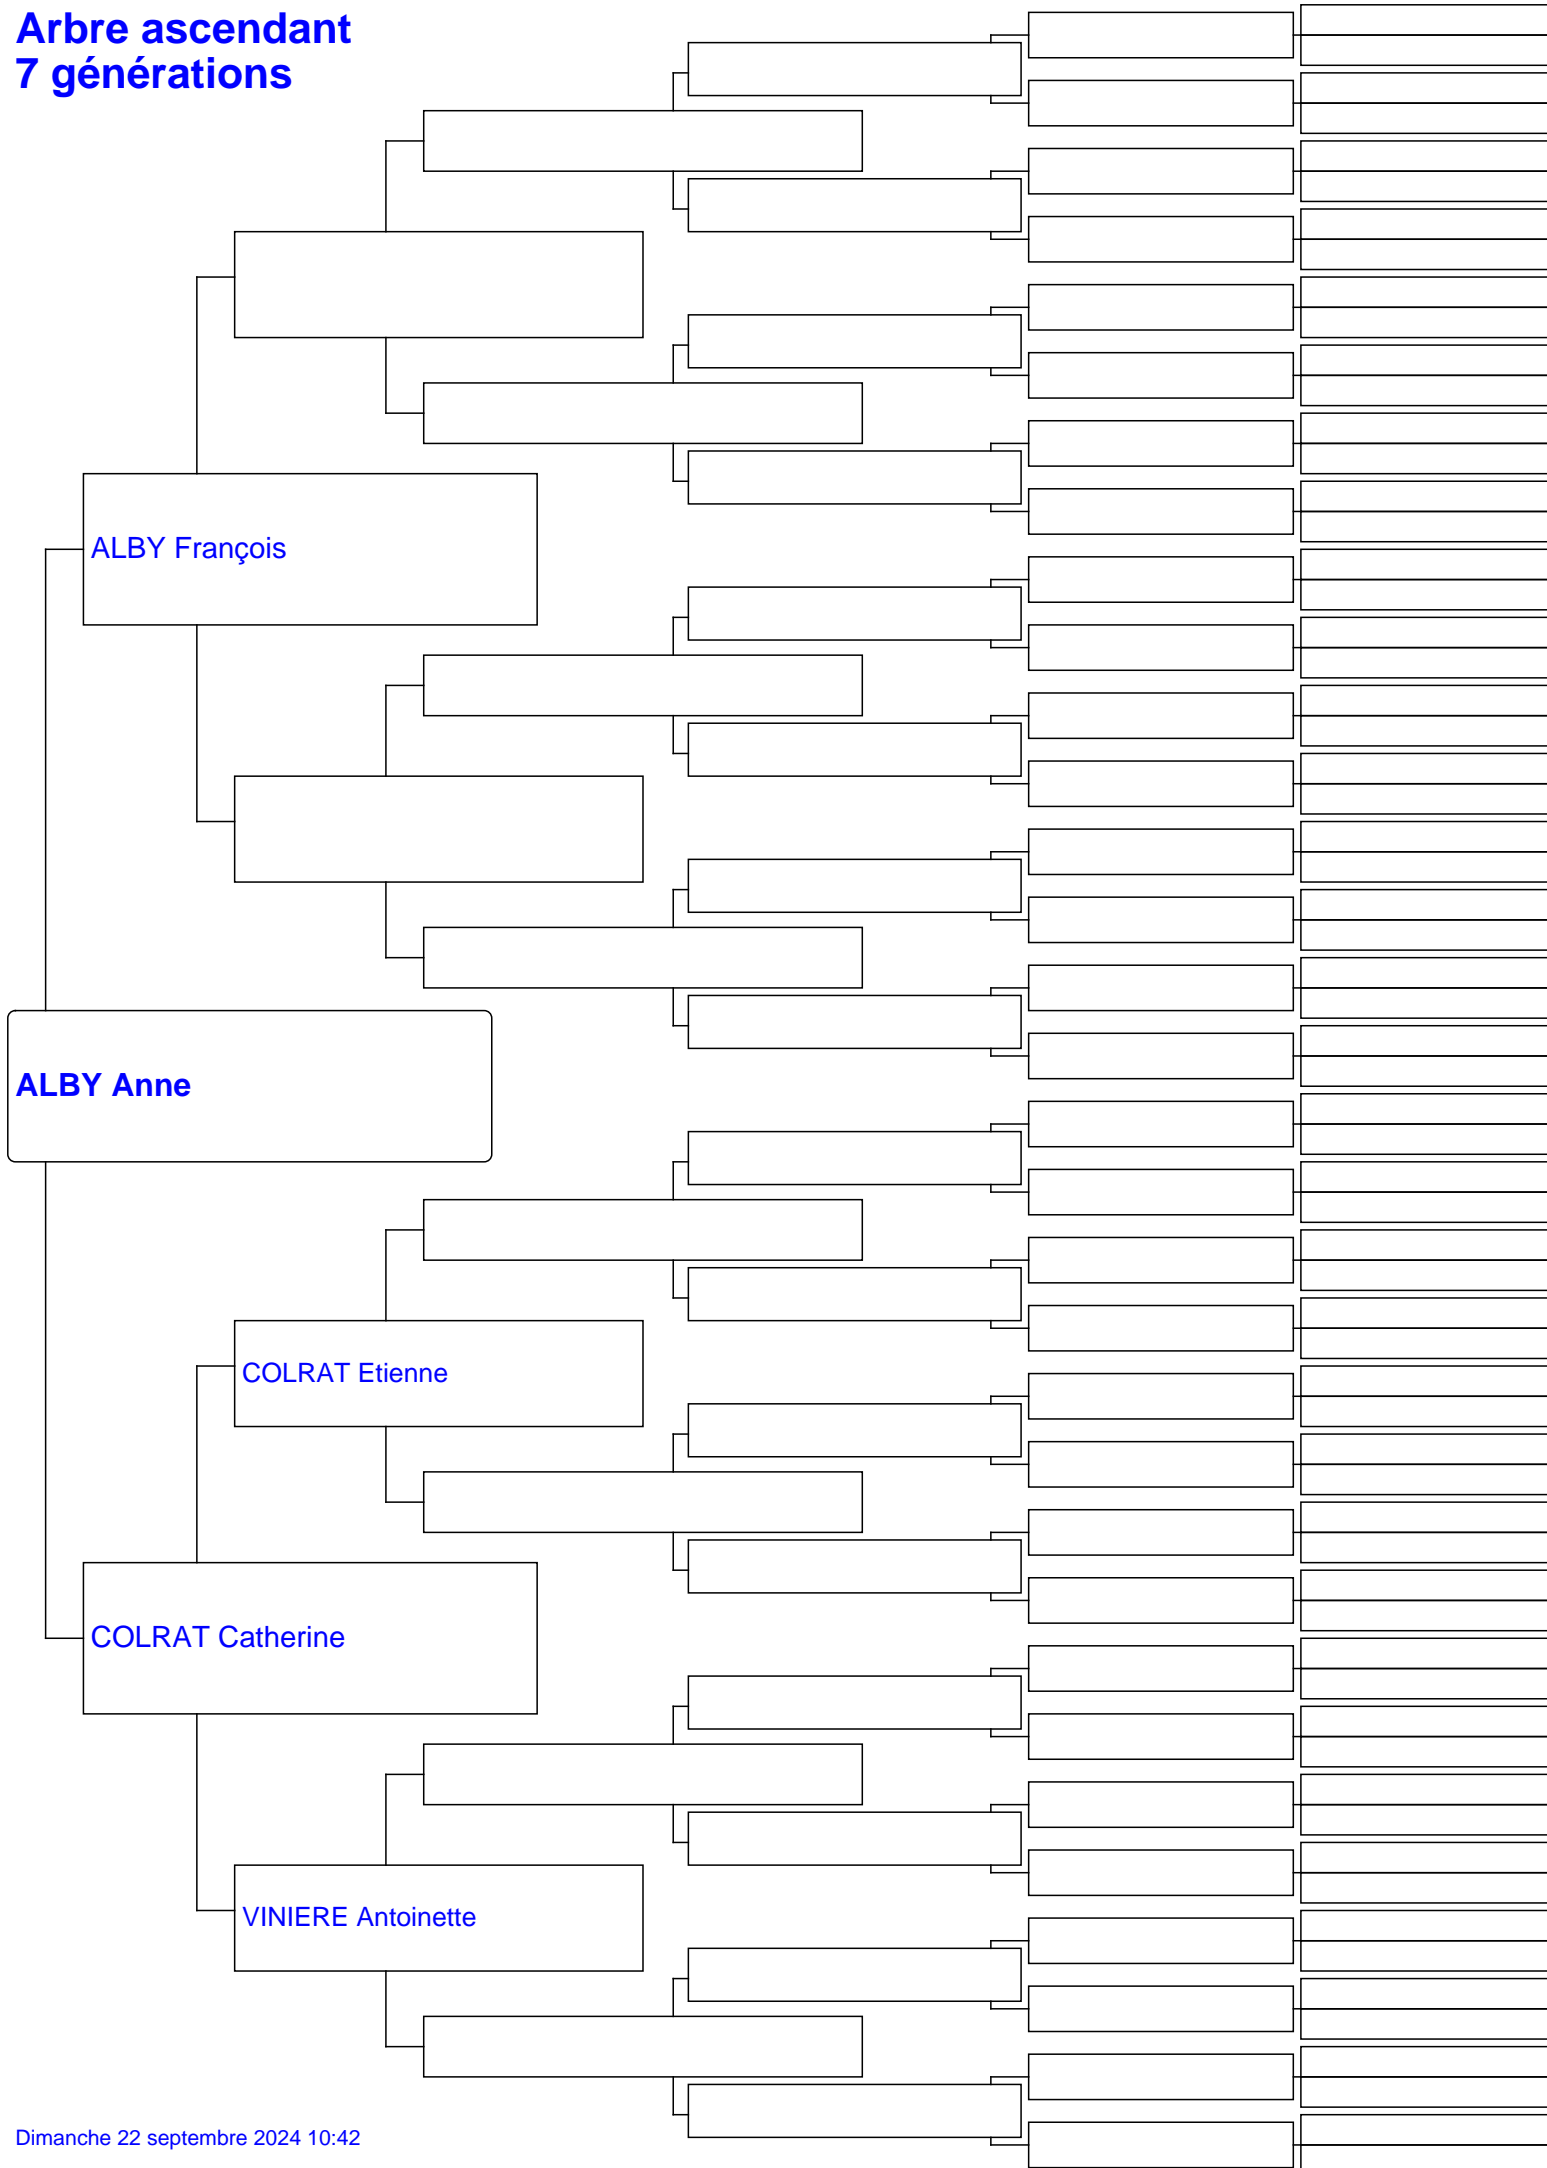 Arbre ascendant
7 générations
ALBY François
ALBY Anne
COLRAT Etienne
COLRAT Catherine
VINIERE Antoinette
Dimanche 22 septembre 2024 10:42